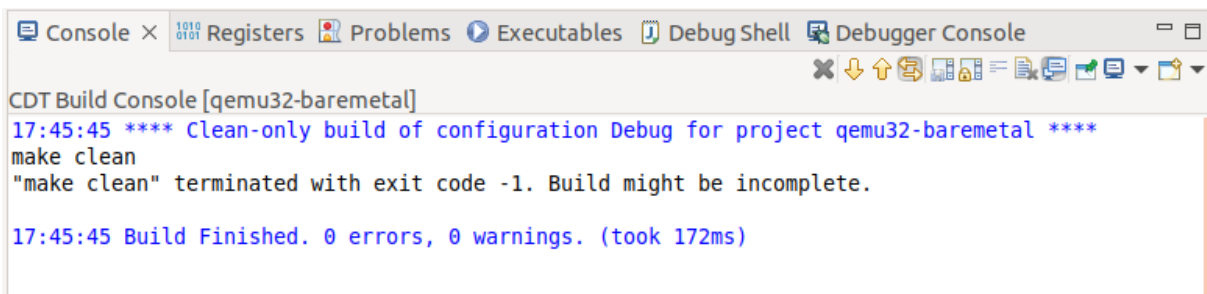 Console Registers Problems Executables Debug Shell Debugger Console
CDT Build Console [qemu32-baremetal]
17:45:45 **** Clean-only build of configuration Debug for project qemu32-baremetal ****
make clean
"make clean" terminated with exit code -1. Build might be incomplete.
17:45:45 Build Finished. 0 errors, 0 warnings. (took 172ms)